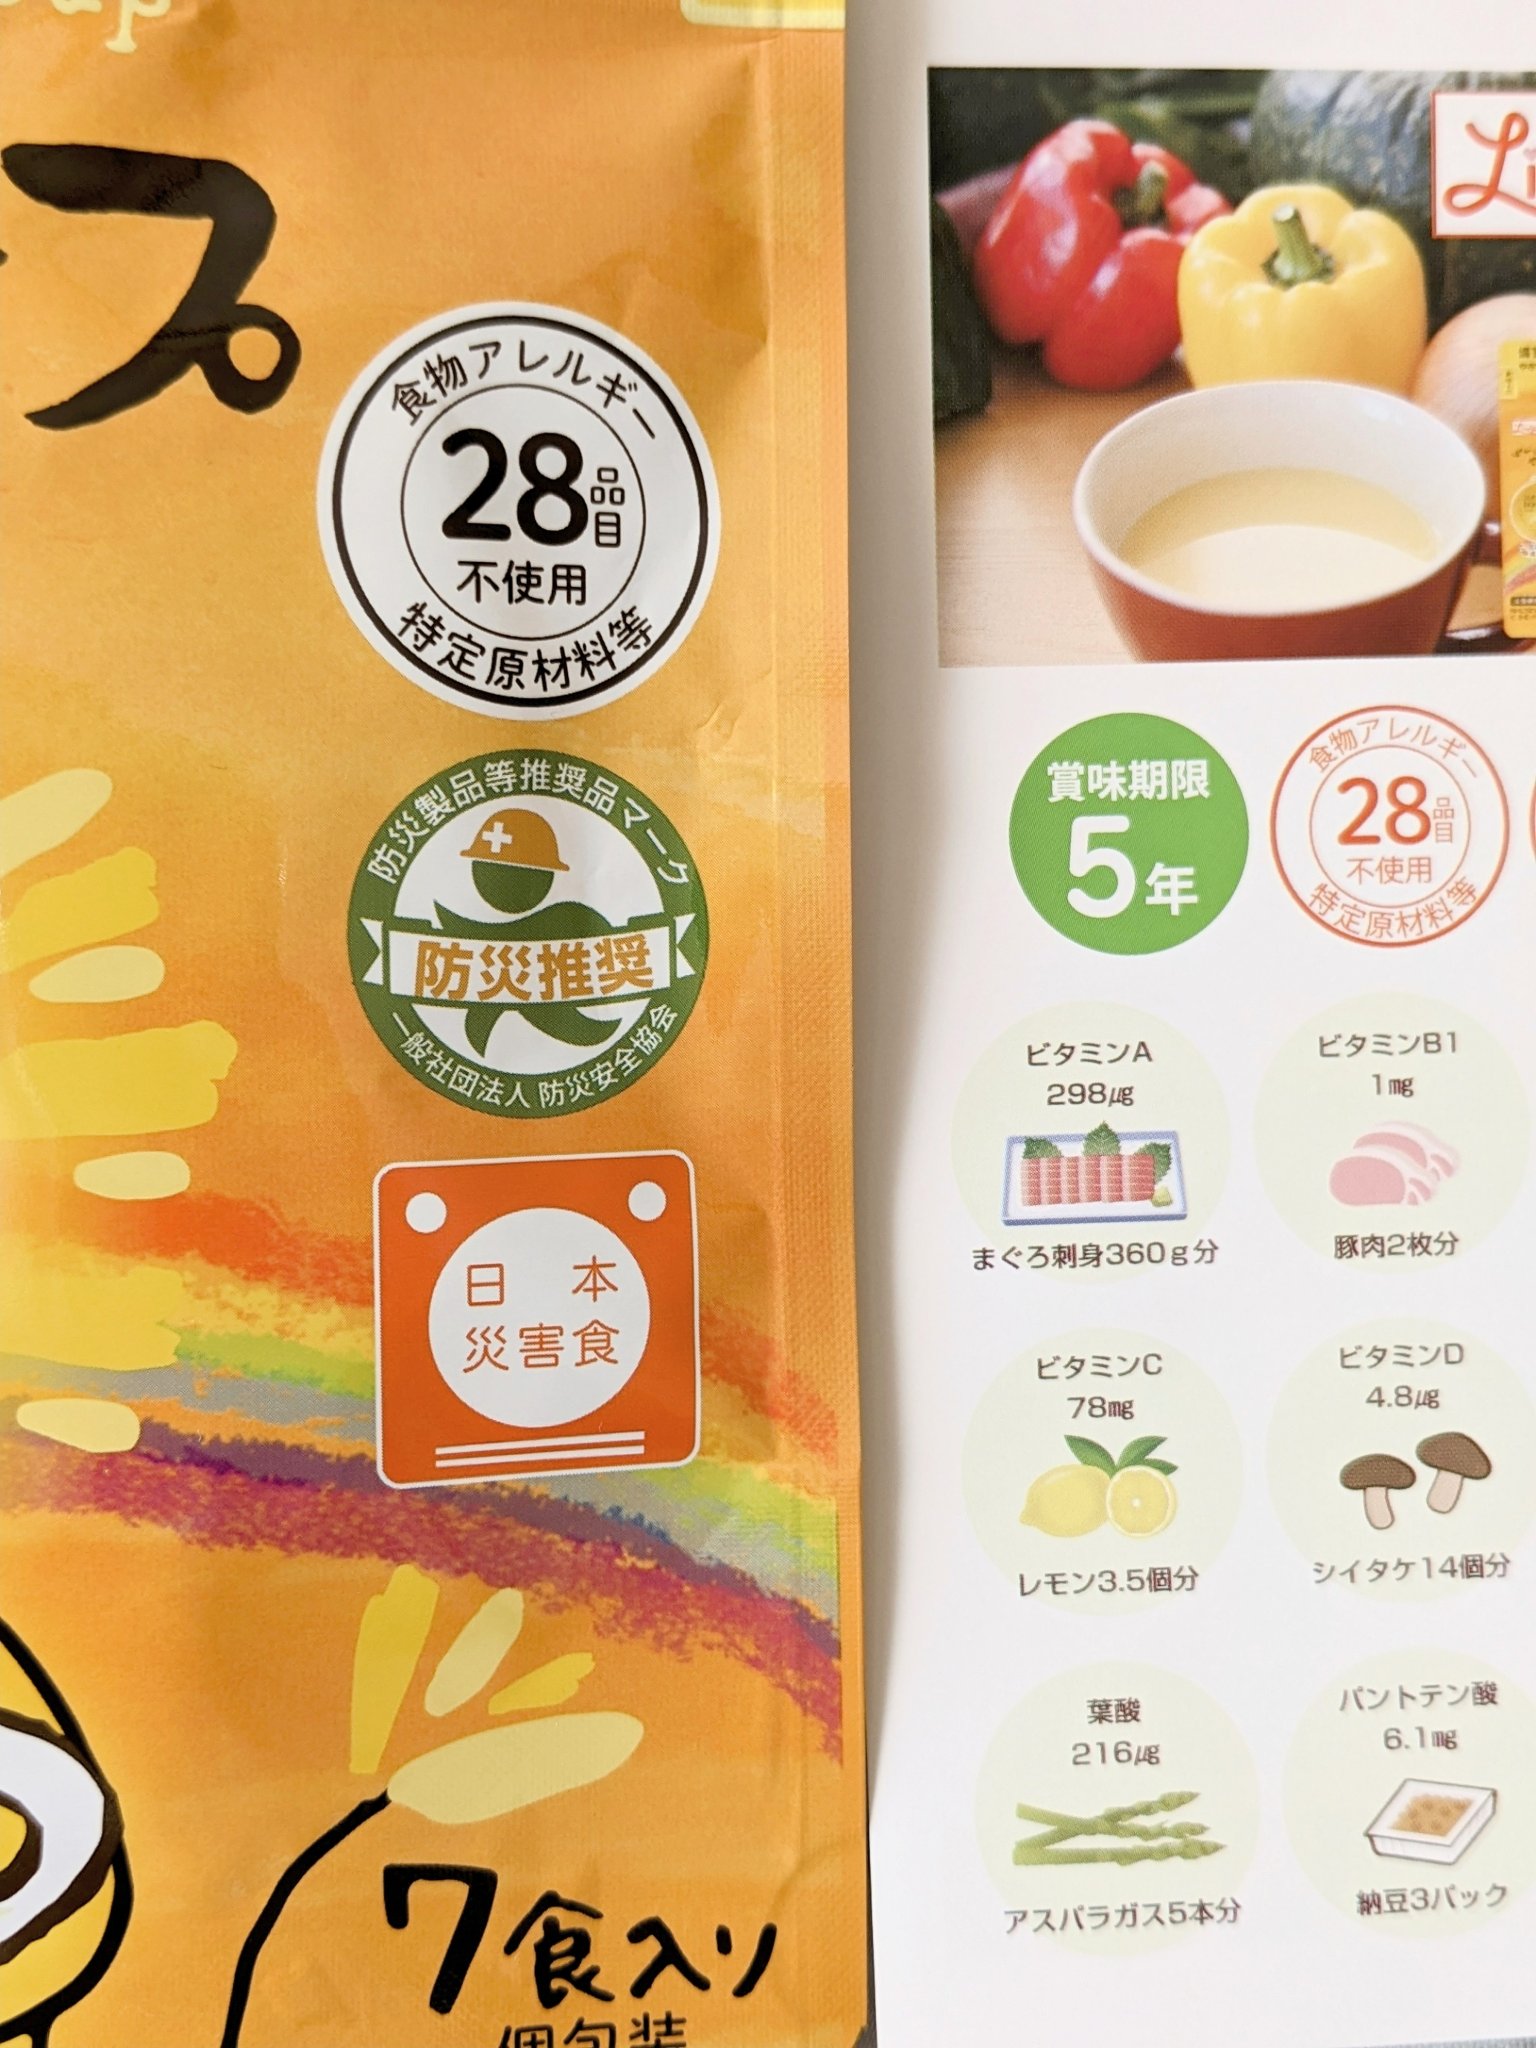 プ
食物アレルギー
28品目
不使用
特定原材料等
防災製品等推奨品マーク
防災推奨
一般社団法人 防災安全協会
日本
災害食
7食入り
個包装
賞味期限
5年
食物アレルギー
28品目
不使用
特定原材料等
ビタミンA
298㎍
まぐろ刺身360g分
ビタミンB1
1㎎
豚肉2枚分
ビタミンC
78㎎
レモン3.5個分
ビタミンD
4.8㎍
シイタケ14個分
葉酸
216㎍
アスパラガス5本分
パントテン酸
6.1㎎
納豆3パック